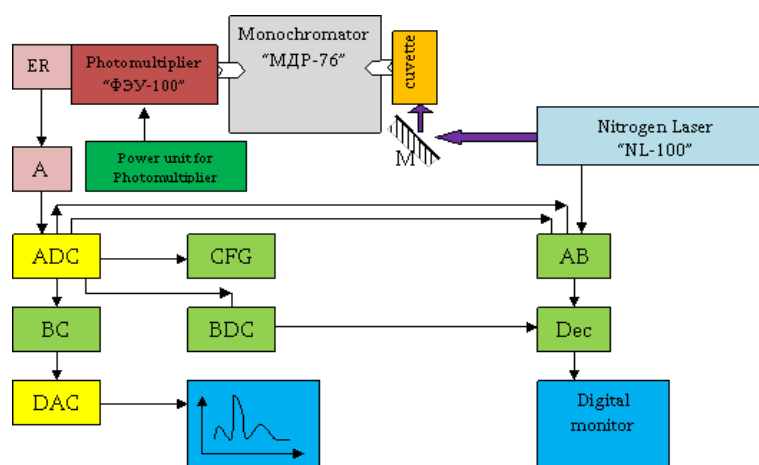 ER
Photomultiplier
“ФЭУ-100”
Monochromator
“МДР-76”
cuvette
Nitrogen Laser
“NL-100”
M
A
Power unit for
Photomultiplier
ADC
CFG
AB
BC
BDC
Dec
DAC
Digital
monitor